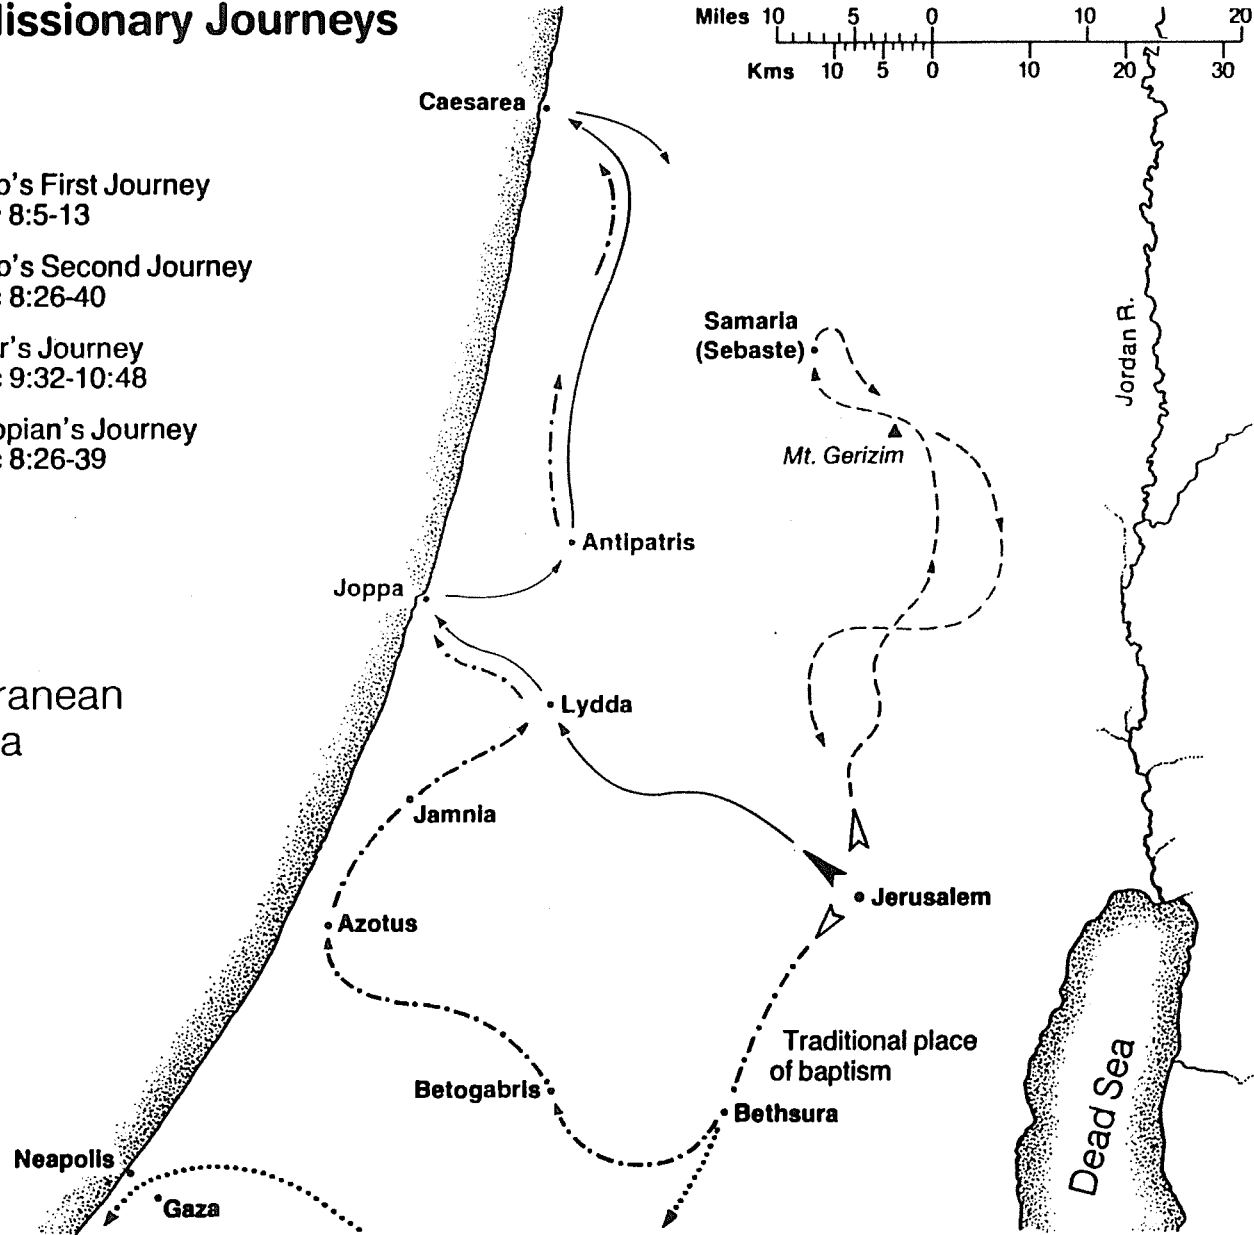 lissionary Journeys
Miles 10 5 0 10 20
Kms 10 5 0 10 20 30
Caesarea
o's First Journey
8:5-13
o's Second Journey
8:26-40
r's Journey
9:32-10:48
opian's Journey
8:26-39
Samaria
(Sebaste)
Jordan R.
Mt. Gerizim
Antipatris
Joppa
ranean
a
Lydda
Jamnia
Jerusalem
Azotus
Traditional place
of baptism
Betogabris
Bethsura
Dead Sea
Neapolis
Gaza